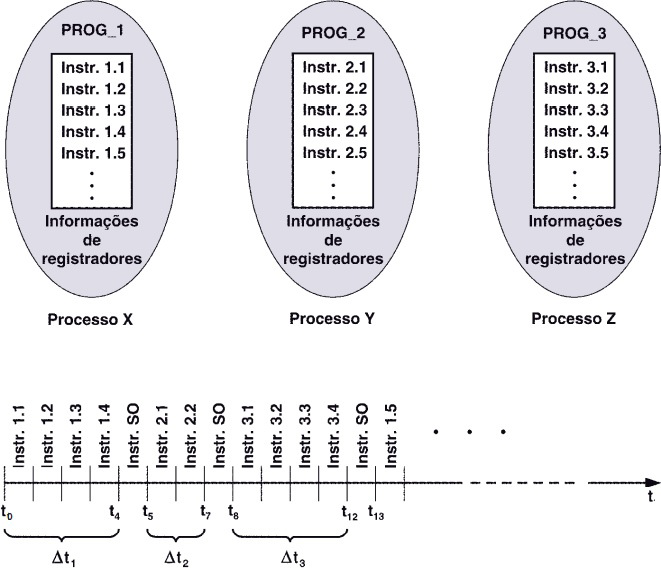 PROG_1
Instr. 1.1
Instr. 1.2
Instr. 1.3
Instr. 1.4
Instr. 1.5
Informações
de
registradores
Processo X
PROG_2
Instr. 2.1
Instr. 2.2
Instr. 2.3
Instr. 2.4
Instr. 2.5
Informações
de
registradores
Processo Y
PROG_3
Instr. 3.1
Instr. 3.2
Instr. 3.3
Instr. 3.4
Instr. 3.5
Informações
de
registradores
Processo Z
Instr. 1.1
Instr. 1.2
Instr. 1.3
Instr. 1.4
Instr. SO
Instr. 2.1
Instr. 2.2
Instr. SO
Instr. 3.1
Instr. 3.2
Instr. 3.3
Instr. 3.4
Instr. SO
Instr. 1.5
t0 t4 t5 t7 t8 t12 t13 t
Δt1 Δt2 Δt3